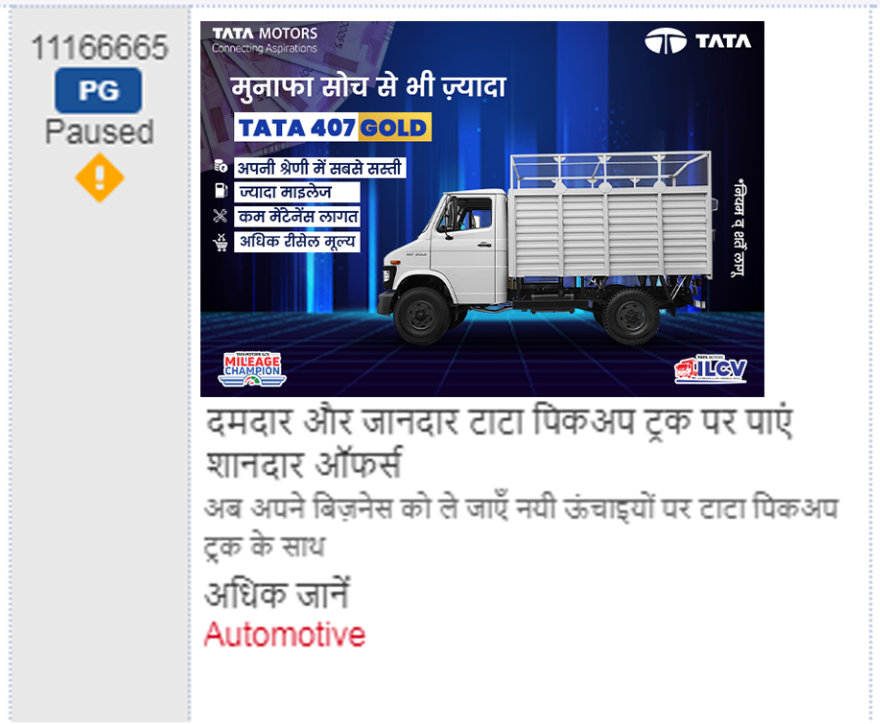 11166665
PG
Paused
TATA MOTORS
Connecting Aspirations
TATA
मुनाफा सोच से भी ज़्यादा
TATA 407 GOLD
अपनी श्रेणी में सबसे सस्ती
ज्यादा माइलेज
कम मेंटेनेंस लागत
अधिक रीसेल मूल्य
*नियम व शर्तें लागू
MILEAGE
CHAMPION
TATA MOTORS
ILCV
दमदार और जानदार टाटा पिकअप ट्रक पर पाएं
शानदार ऑफर्स
अब अपने बिज़नेस को ले जाएँ नयी ऊंचाइयों पर टाटा पिकअप
ट्रक के साथ
अधिक जानें
Automotive